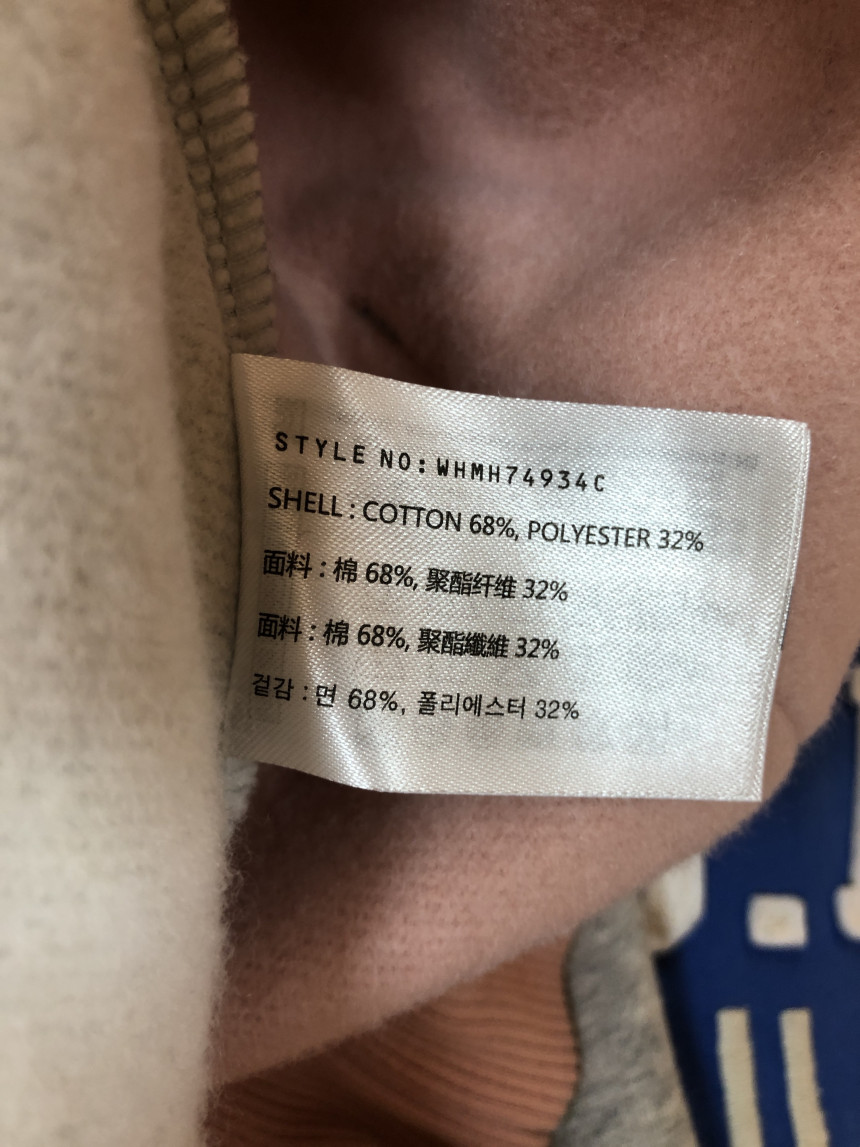 STYLE NO:WHMH74934C
SHELL : COTTON 68%, POLYESTER 32%
面料 : 棉 68%, 聚酯纤维 32%
面料 : 棉 68%, 聚酯纖維 32%
겉감 : 면 68%, 폴리에스터 32%